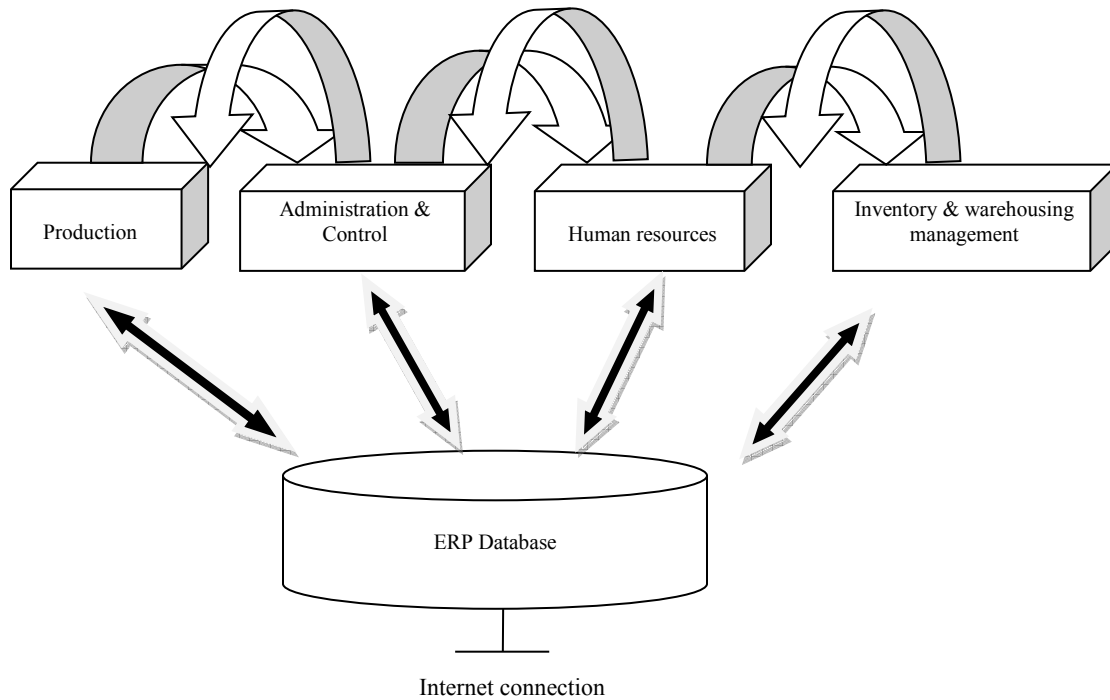 Production
Administration &
Control
Human resources
Inventory & warehousing
management
ERP Database
Internet connection